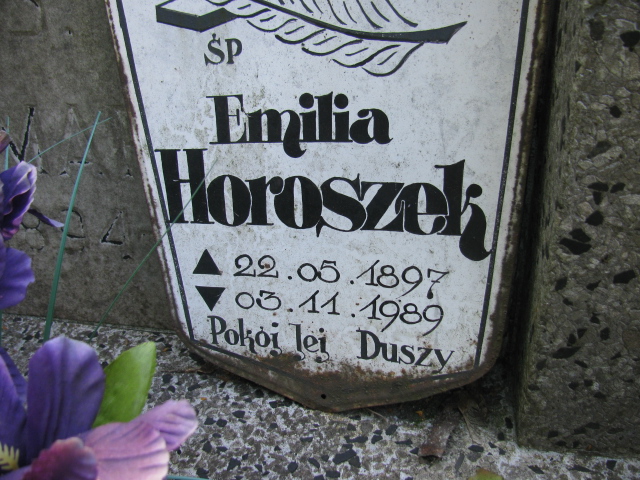 ŚP
Emilia
Horoszek
▲ 22.05.1897
▼ 03.11.1989
Pokój Jej Duszy